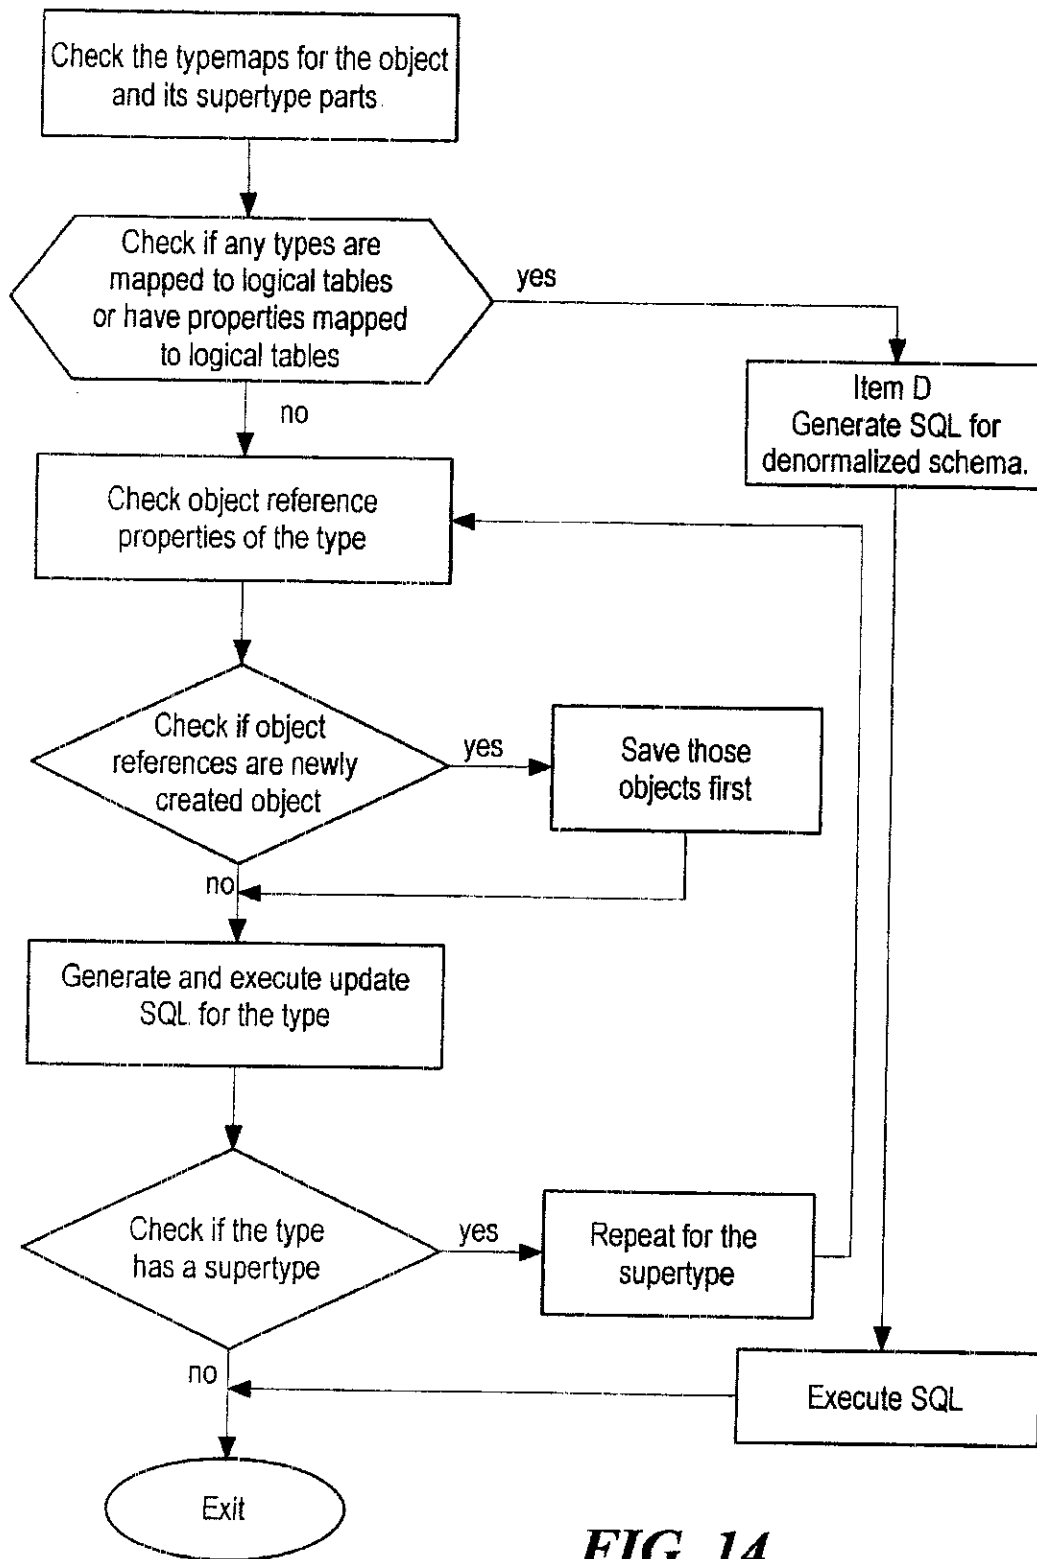 Check the typemaps for the object
and its supertype parts
Check if any types are
mapped to logical tables
or have properties mapped
to logical tables
yes
no
Item D
Generate SQL for
denormalized schema.
Check object reference
properties of the type
Check if object
references are newly
created object
yes
Save those
objects first
no
Generate and execute update
SQL for the type
Check if the type
has a supertype
yes
Repeat for the
supertype
no
Execute SQL
Exit
FIG. 14